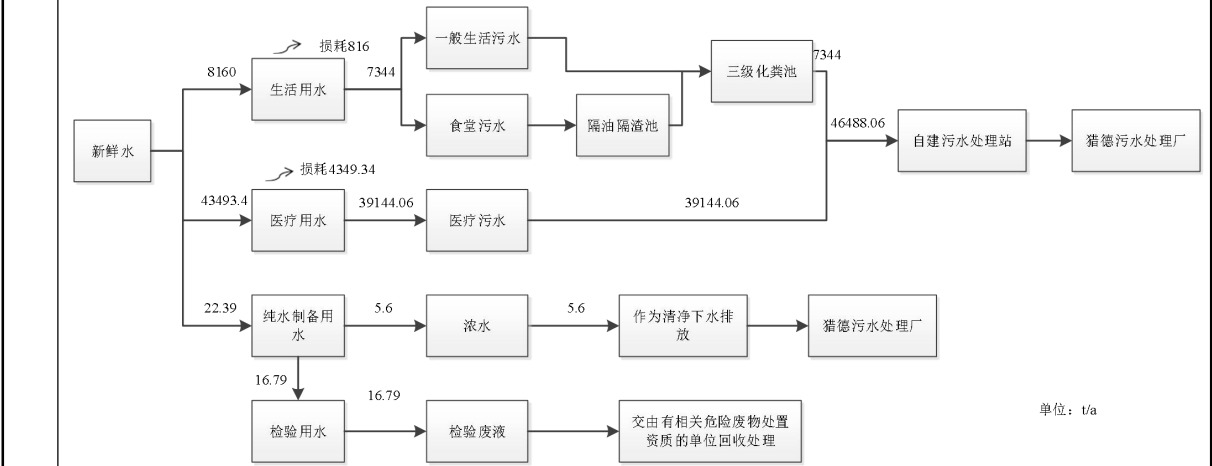 损耗816
一般生活污水
8160
生活用水
7344
三级化粪池
7344
食堂污水
隔油隔渣池
46488.06
新鲜水
自建污水处理站
猎德污水处理厂
损耗4349.34
43493.4
医疗用水
39144.06
医疗污水
39144.06
22.39
纯水制备用
水
5.6
浓水
5.6
作为清净下水排
放
猎德污水处理厂
16.79
16.79
检验用水
检验废液
交由有相关危险废物处置
资质的单位回收处理
单位：t/a